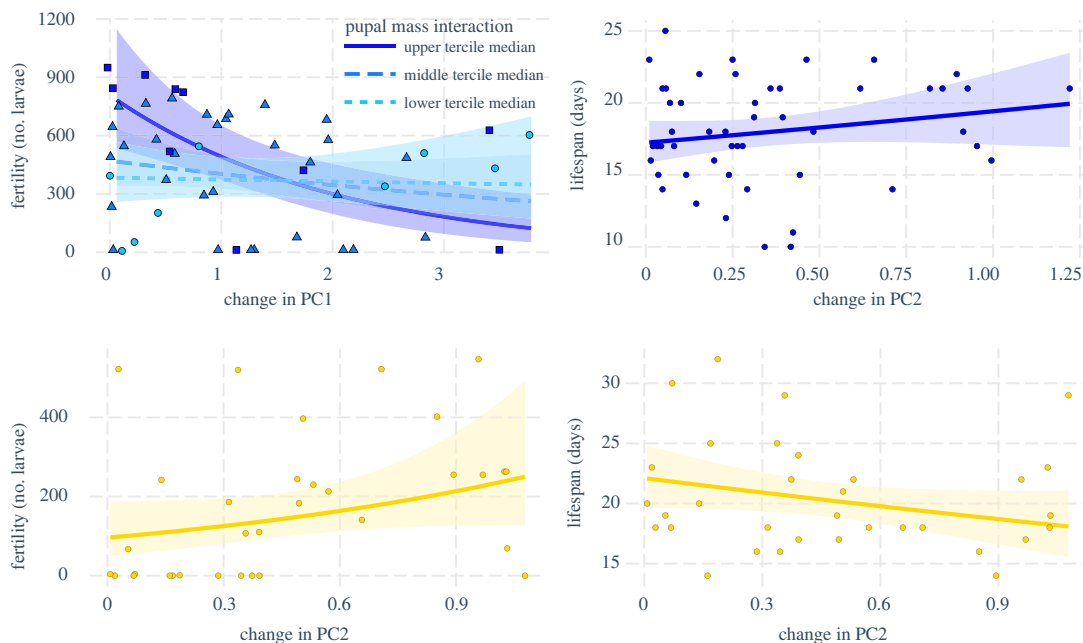 1200
900
600
300
0
fertility (no. larvae)
pupal mass interaction
upper tercile median
middle tercile median
lower tercile median
0 1 2 3
change in PC1
25
20
15
10
lifespan (days)
0 0.25 0.50 0.75 1.00 1.25
change in PC2
400
200
0
fertility (no. larvae)
0 0.3 0.6 0.9
change in PC2
30
25
20
15
lifespan (days)
0 0.3 0.6 0.9
change in PC2